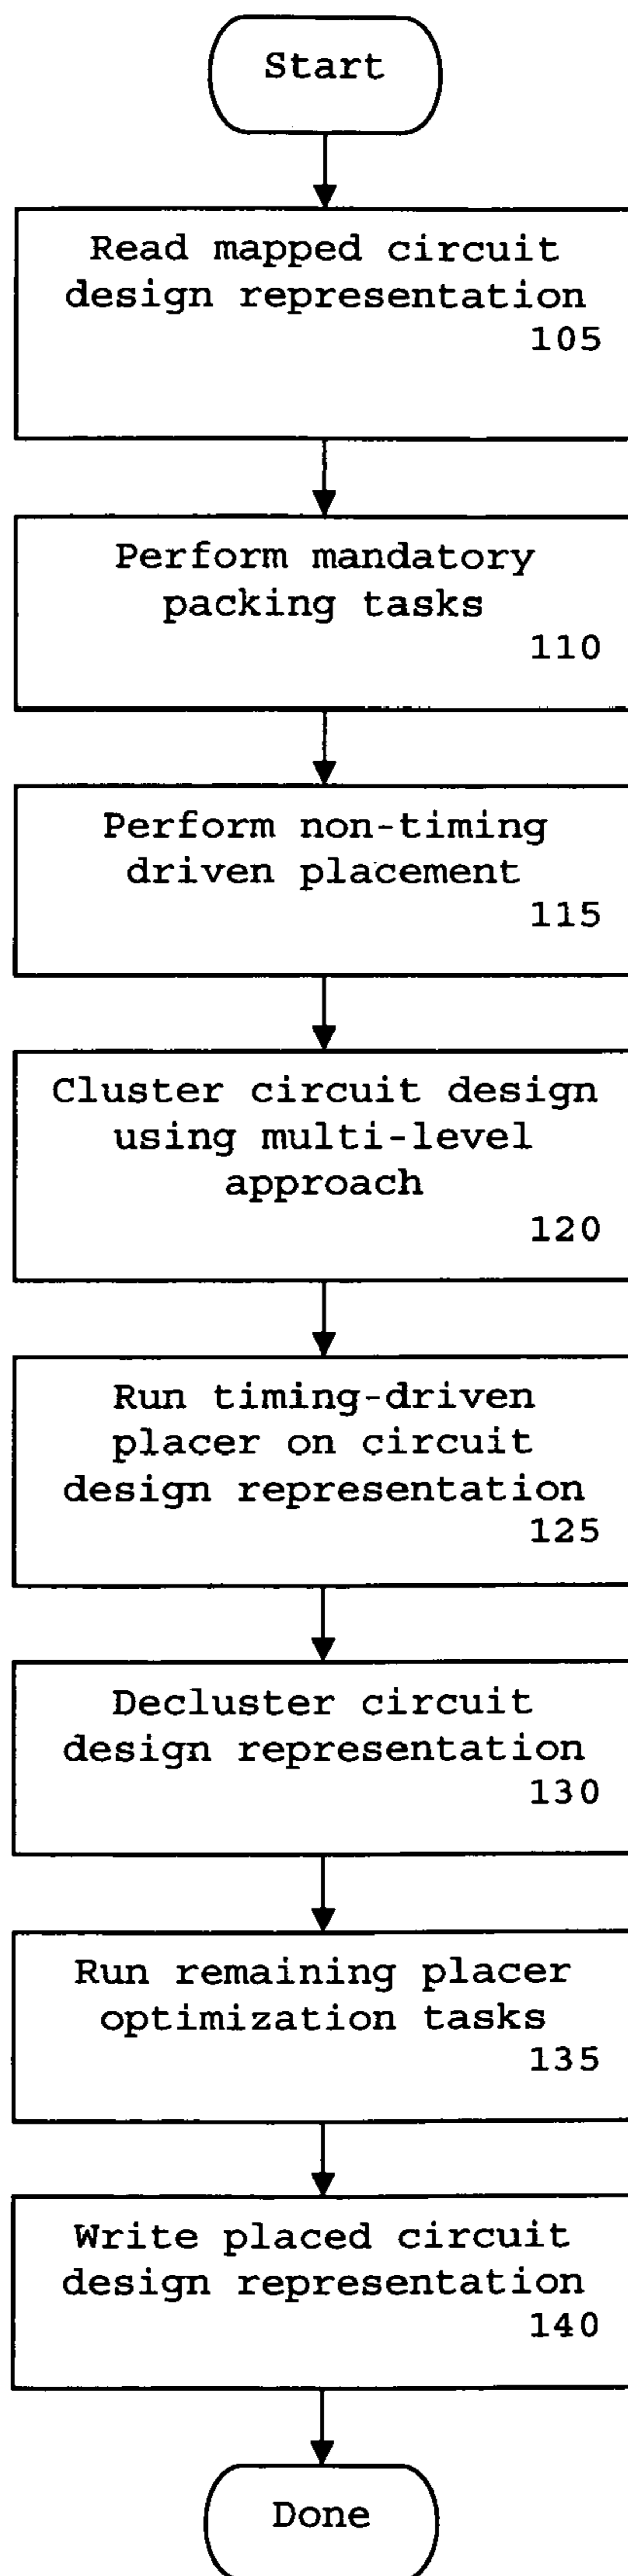 Start
Read mapped circuit
design representation
105
Perform mandatory
packing tasks
110
Perform non-timing
driven placement
115
Cluster circuit design
using multi-level
approach
120
Run timing-driven
placer on circuit
design representation
125
Decluster circuit
design representation
130
Run remaining placer
optimization tasks
135
Write placed circuit
design representation
140
Done